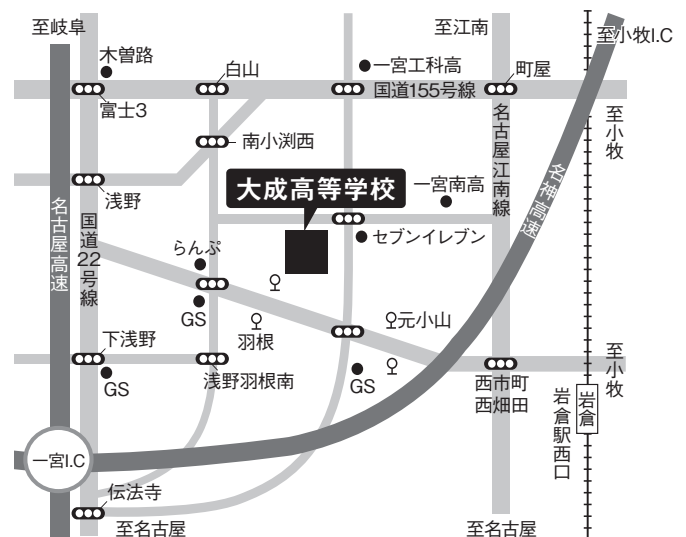 至岐阜
至江南
至小牧I.C
木曽路
白山
一宮工科高
町屋
国道155号線
富士3
至小牧
南小渕西
名古屋江南線
大成高等学校
一宮南高
名神高速
浅野
名古屋高速
国道22号線
セブンイレブン
らんぷ
GS
羽根
元小山
下浅野
GS
浅野羽根南
GS
西市町
西畑田
至小牧
岩倉
岩倉駅西口
一宮I.C
伝法寺
至名古屋
至名古屋